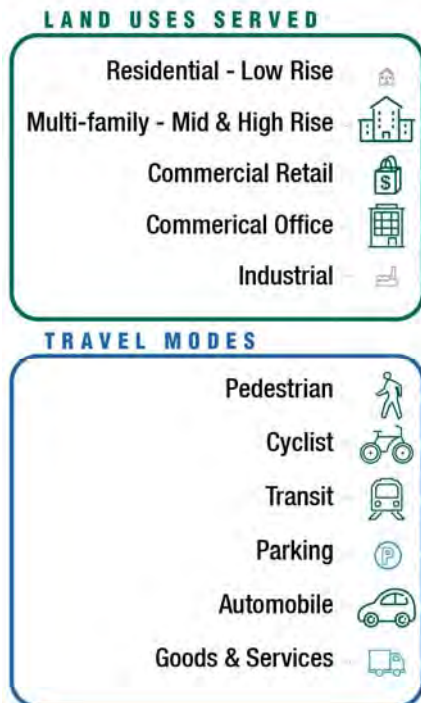 LAND USES SERVED
Residential - Low Rise
Multi-family - Mid & High Rise
Commercial Retail
$
Commerical Office
Industrial
TRAVEL MODES
Pedestrian
Cyclist
Transit
Parking
P
Automobile
Goods & Services